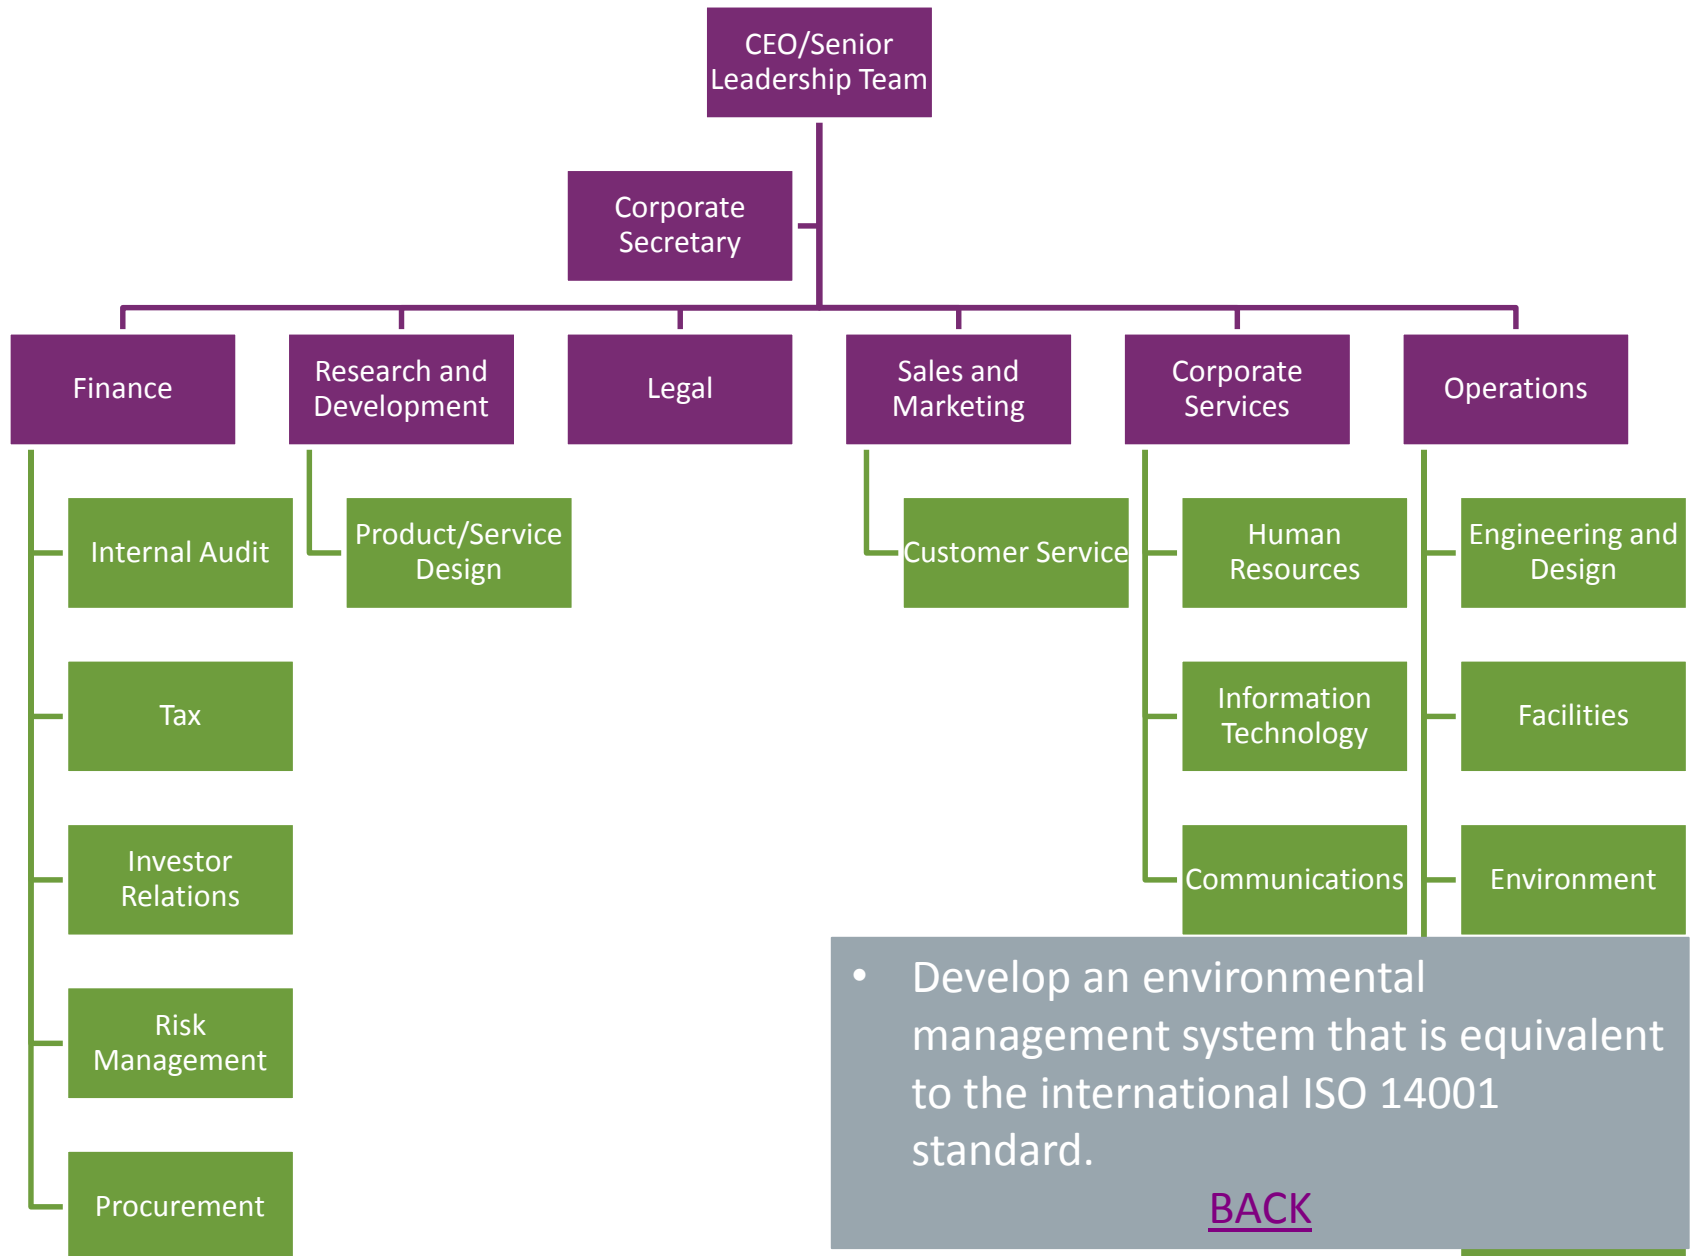 CEO/Senior
Leadership Team
Corporate
Secretary
Finance
Research and
Development
Legal
Sales and
Marketing
Corporate
Services
Operations
Internal Audit
Product/Service
Design
Customer Service
Human
Resources
Engineering and
Design
Tax
Information
Technology
Facilities
Investor
Relations
Communications
Environment
Risk
Management
Procurement
• Develop an environmental
management system that is equivalent
to the international ISO 14001
standard.
BACK